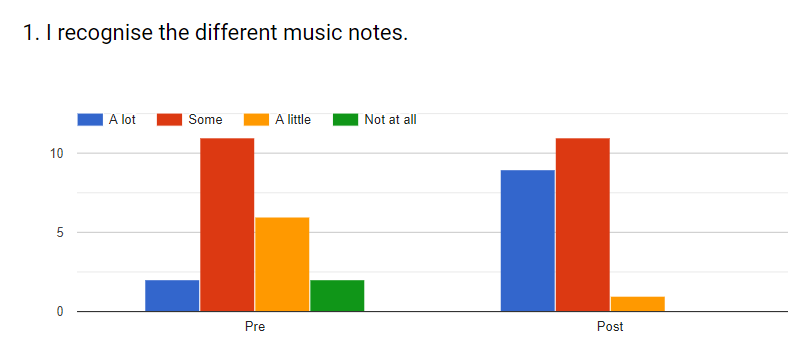 1. I recognise the different music notes.
A lot Some A little Not at all
10
5
0
Pre Post